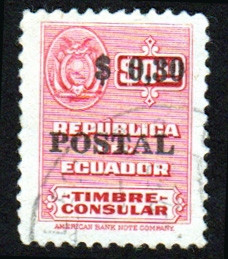 $ 0,30
REPUBLICA
POSTAL
ECUADOR
TIMBRE
CONSULAR
AMERICAN BANK NOTE COMPANY.